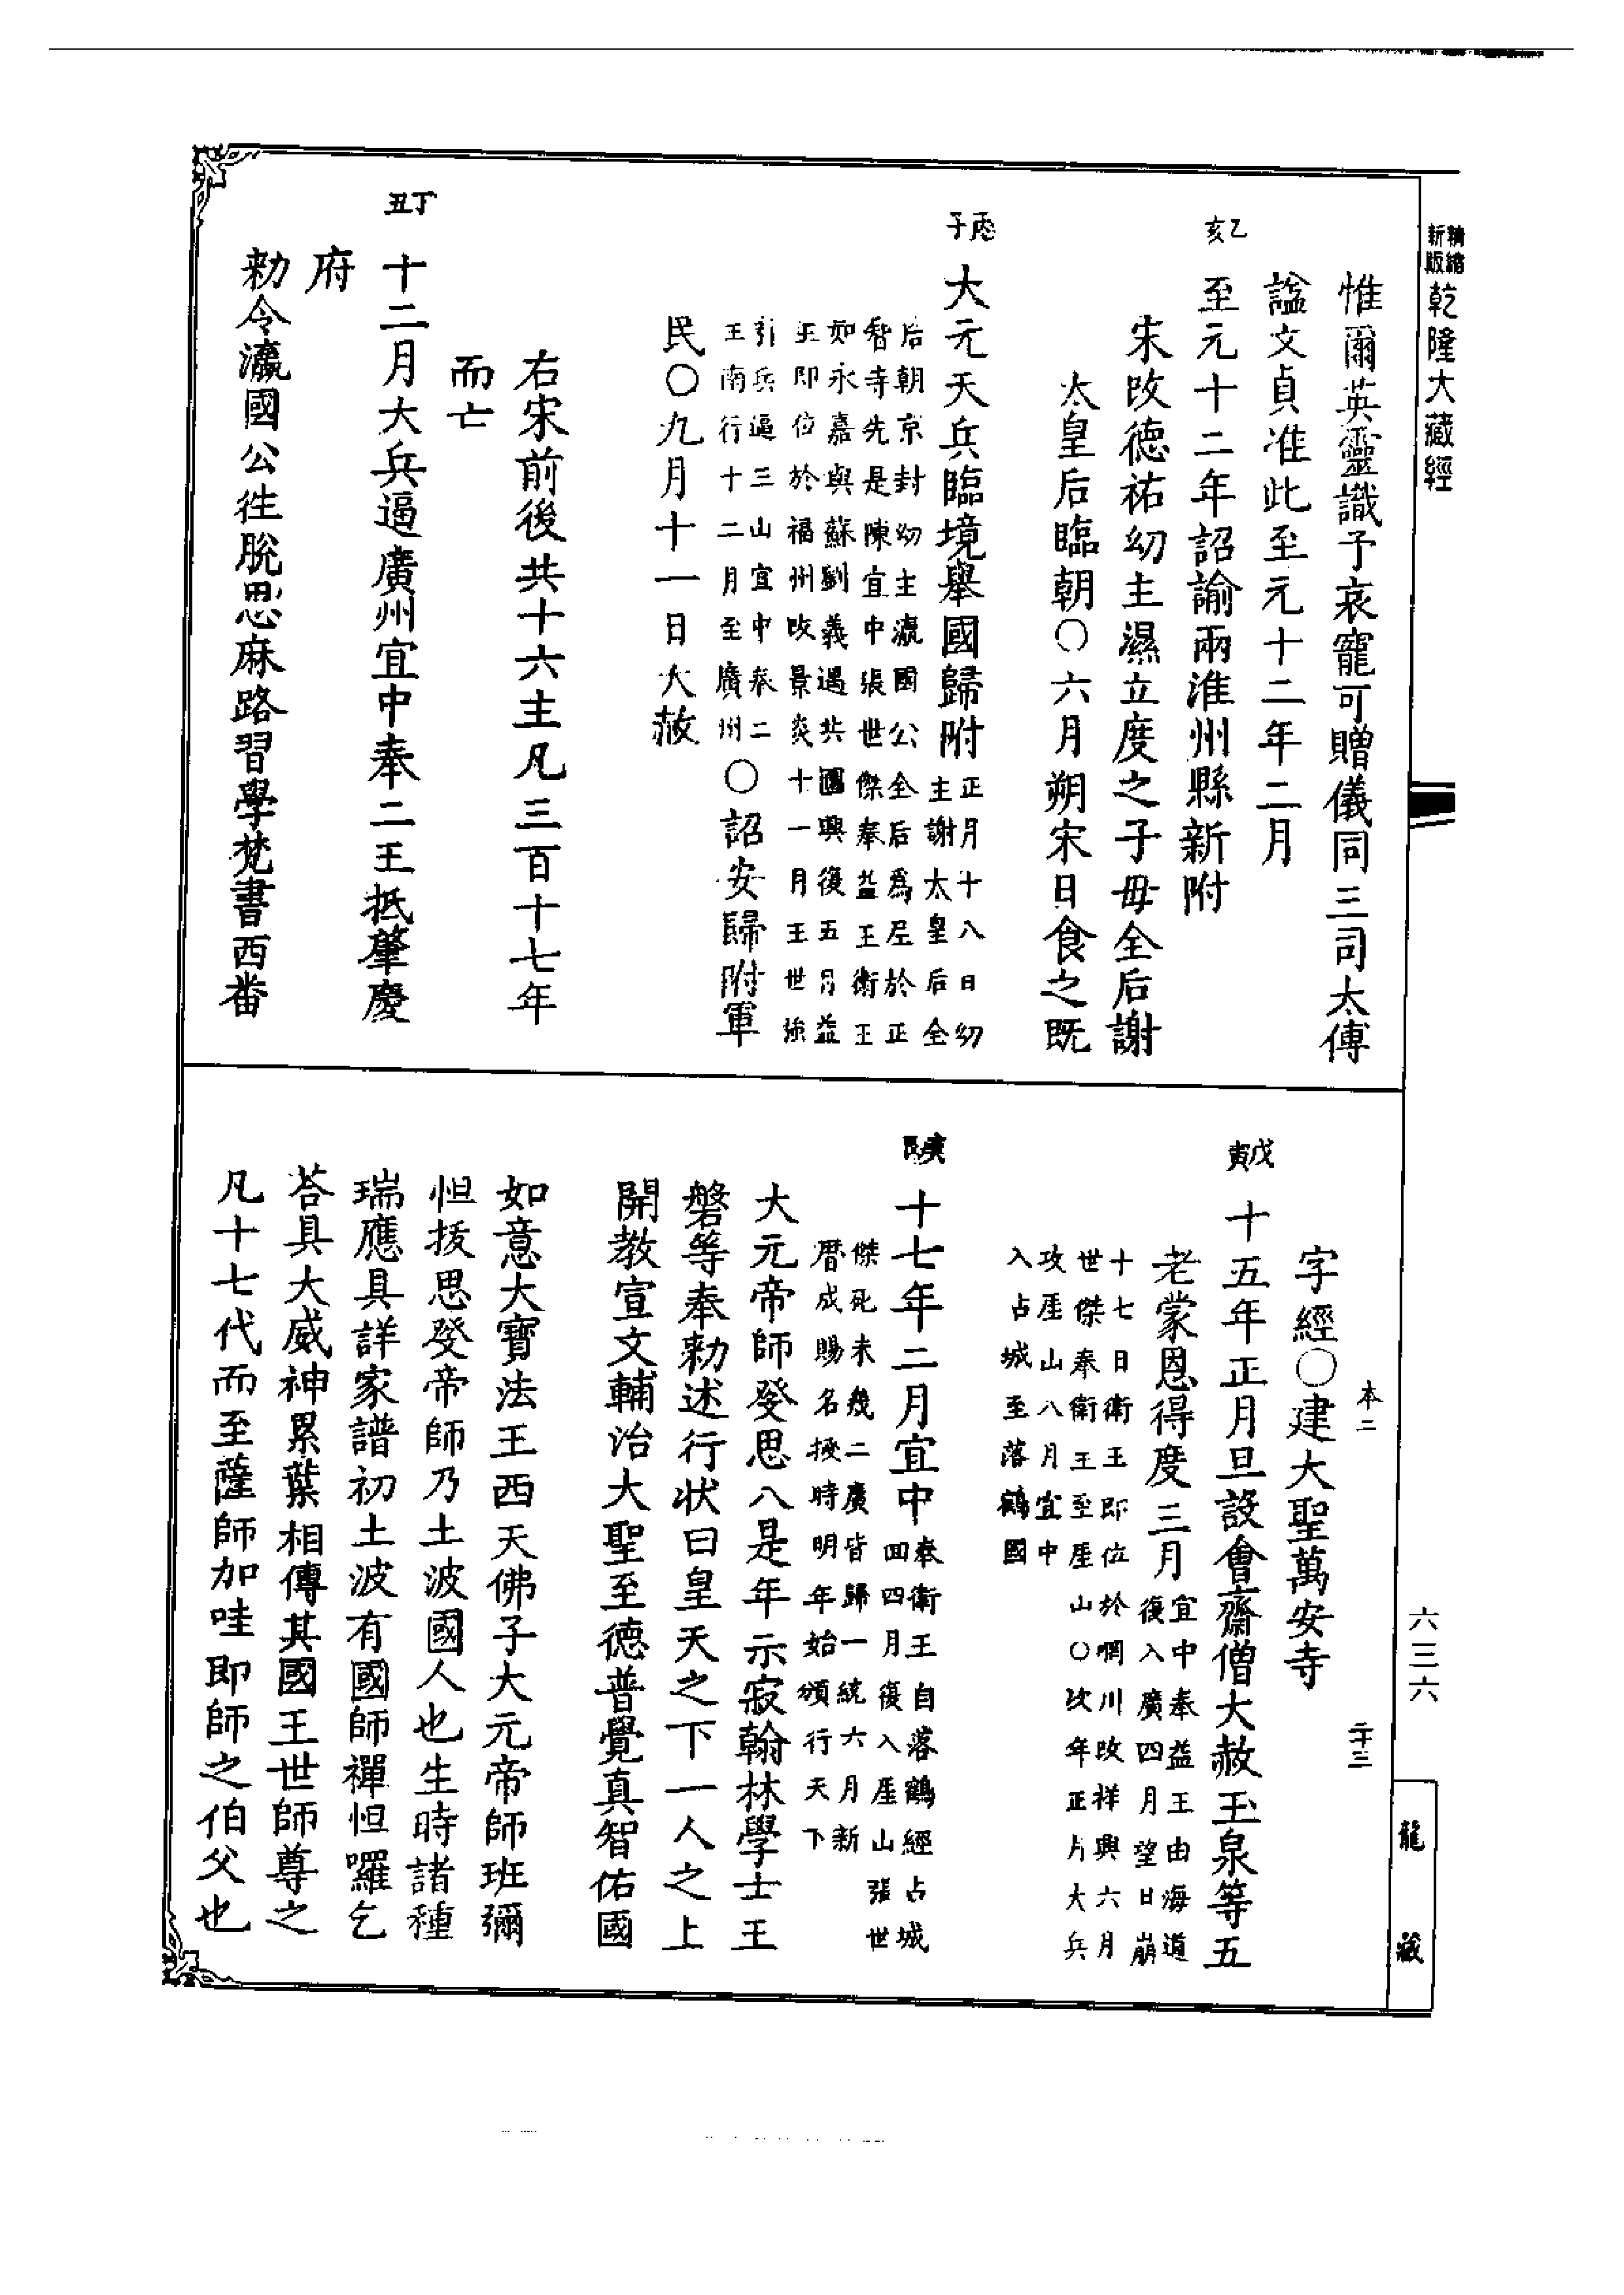 精縮新版
乾隆大藏經
惟爾英靈識予哀寵可贈儀同三司太傅
諡文貞准此至元十二年二月
乙亥
至元十二年詔諭兩淮州縣新附
宋改德祐幼主㬎立度之子母全后謝
太皇后臨朝〇六月朔宋日食之既
丙子
大元天兵臨境舉國歸附
正月十八日幼
主謝太皇后全
后朝京封幼主瀛國公全后爲尼於正
智寺先是陳宜中張世傑奉益王衛王
如永嘉與蘇劉義遇共圖興復五月益
王即位於福州改景炎十一月王世強
引兵逼三山宜中奉二
王南行十二月至廣州
〇詔安歸附軍
民〇九月十一日大赦
右宋前後共十六主凡三百十七年
而亡
丁丑
十二月大兵逼廣州宜中奉二王抵肇慶
府
勑令瀛國公往脫思麻路習學梵書西番
本二
二十三
字經〇建大聖萬安寺
戊寅
十五年正月旦設會齋僧大赦玉泉等五
老蒙恩得度三月
宜中奉益王由海道
復入廣四月望日崩
十七日衛王即位於碙川改祥興六月
世傑奉衛王至厓山〇次年正月大兵
攻厓山八月宜中
入占城至落鶴國
庚辰
十七年二月宜中
奉衛王自落鶴經占城
回四月復入厓山張世
傑死未幾二廣皆歸一統六月新
曆成賜名授時明年始頒行天下
大元帝師發思八是年示寂翰林學士王
磐等奉勑述行狀曰皇天之下一人之上
開教宣文輔治大聖至德普覺真智佑國
如意大寶法王西天佛子大元帝師班彌
怛拔思發帝師乃土波國人也生時諸種
瑞應具詳家譜初土波有國師禪怛囉乞
荅具大威神累葉相傳其國王世師尊之
凡十七代而至薩師加哇即師之伯父也
六三六
龍藏